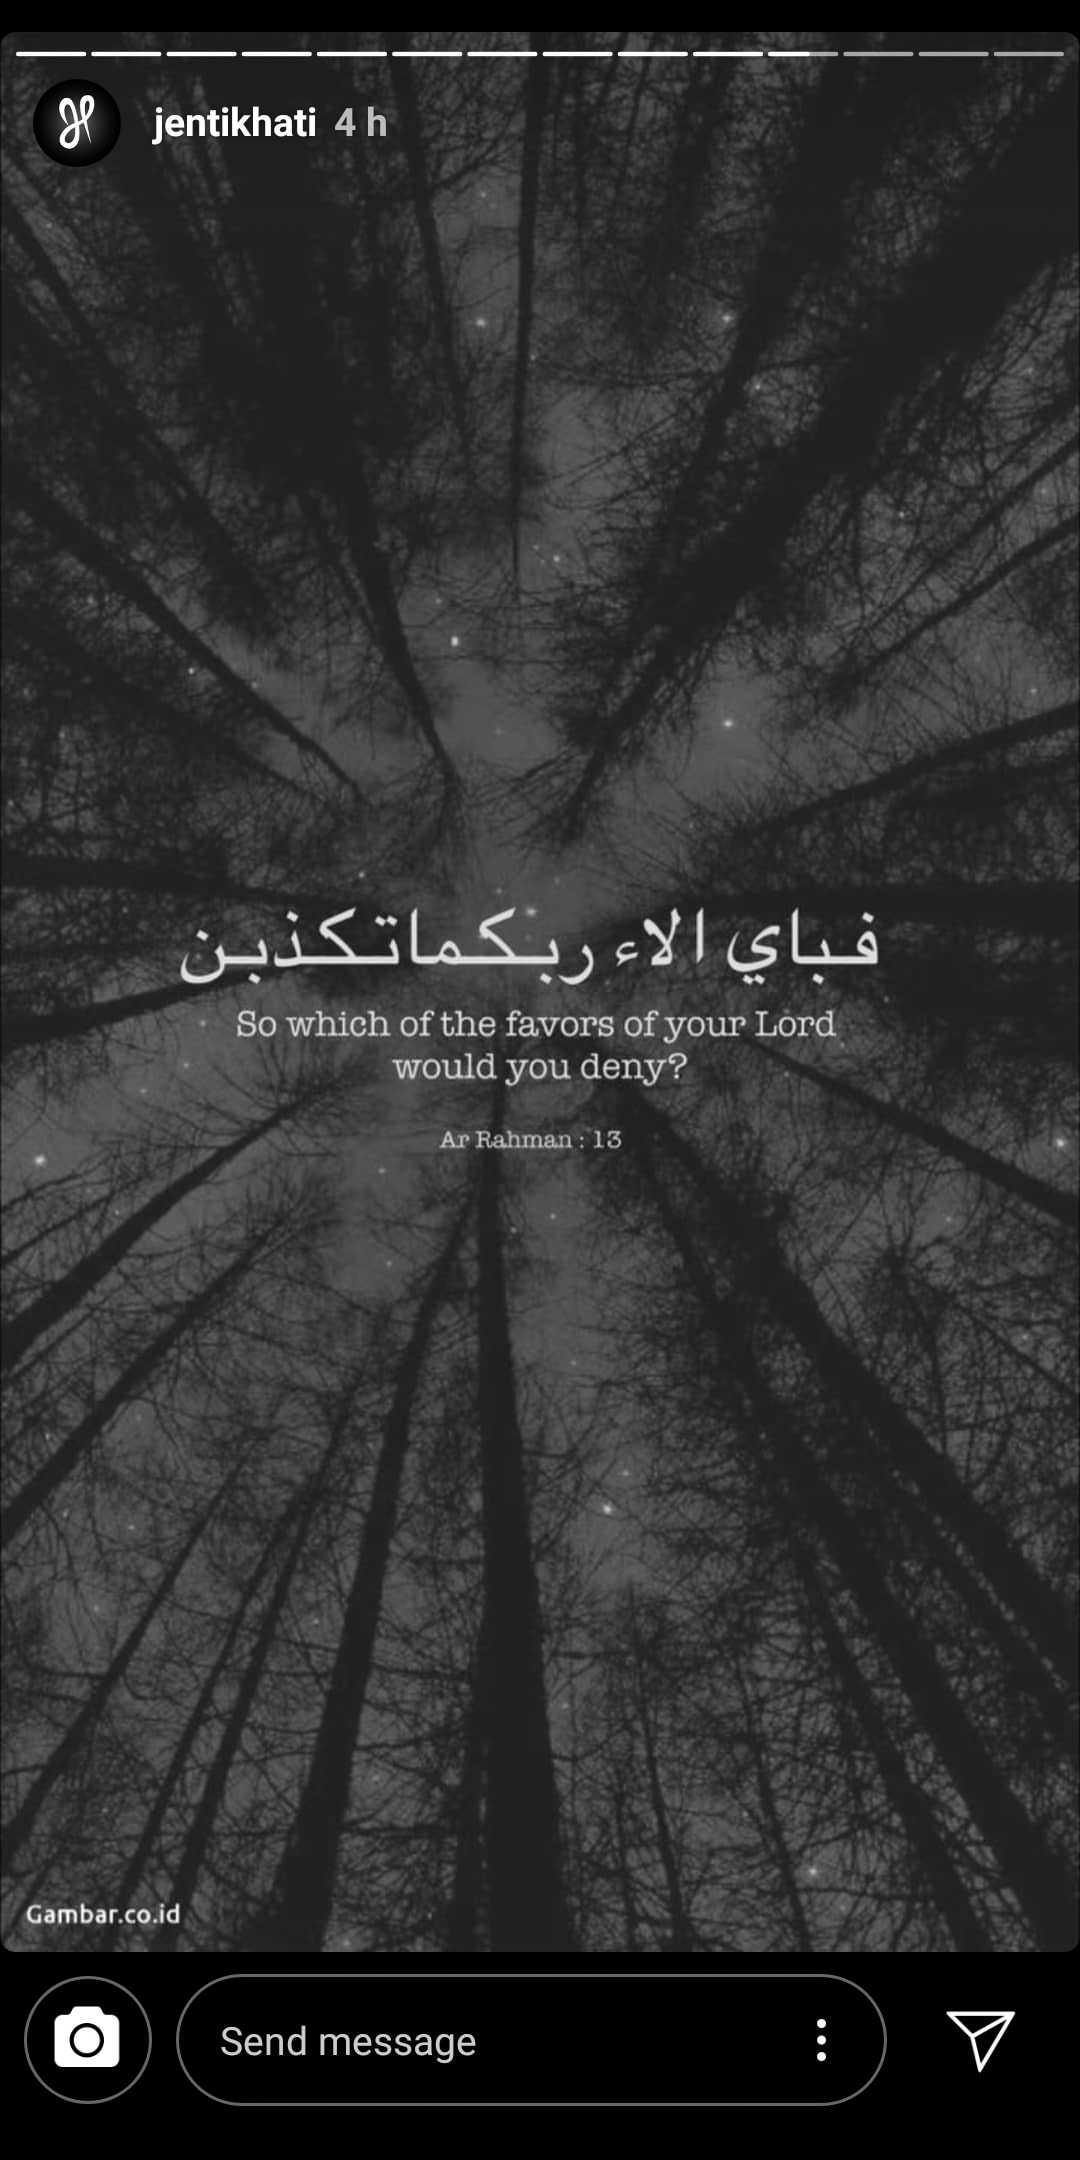 jentikhati 4 h
فباي الاء ربكماتكذبن
So which of the favors of your Lord
would you deny?
Ar Rahman : 13
Gambar.co.id
Send message